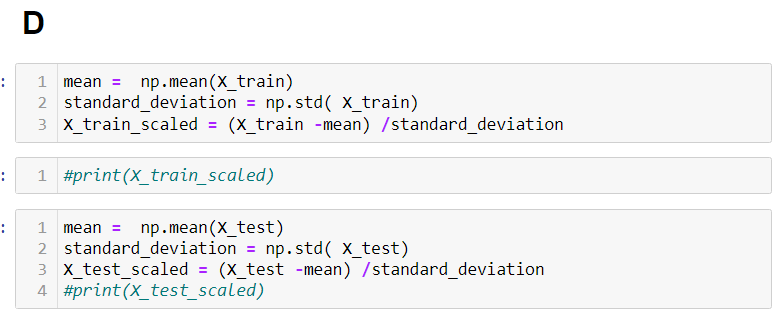 D
: 1 mean =  np.mean(X_train)
2 standard_deviation = np.std( X_train)
3 X_train_scaled = (X_train -mean) /standard_deviation
: 1 #print(X_train_scaled)
: 1 mean =  np.mean(X_test)
2 standard_deviation = np.std( X_test)
3 X_test_scaled = (X_test -mean) /standard_deviation
4 #print(X_test_scaled)